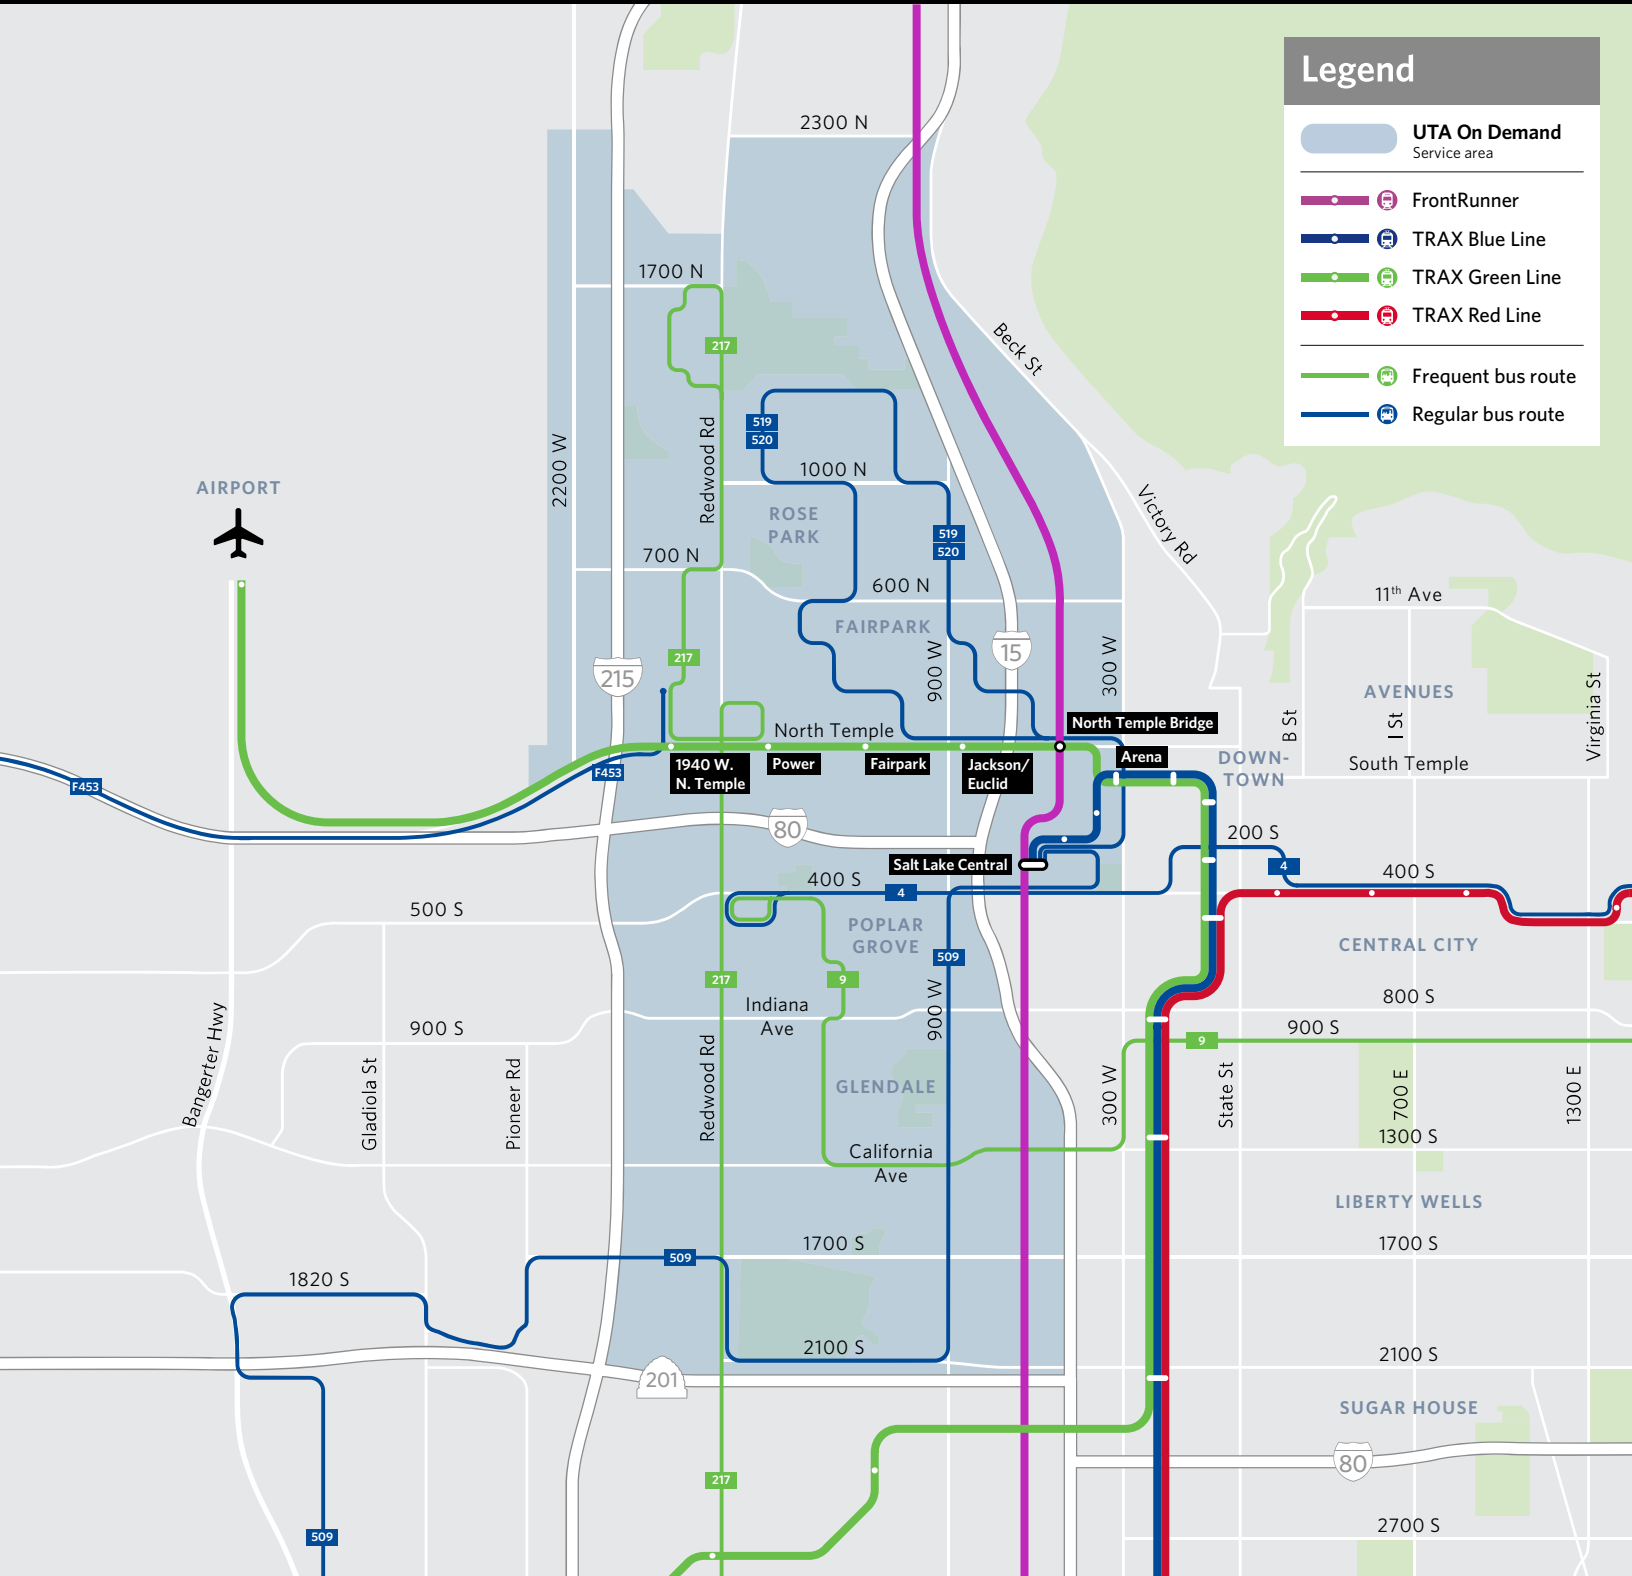 Legend
UTA On Demand
Service area
FrontRunner
TRAX Blue Line
TRAX Green Line
TRAX Red Line
Frequent bus route
Regular bus route
2300 N
1700 N
217
Beck St
519
520
Redwood Rd
2200 W
1000 N
AIRPORT
ROSE
PARK
Victory Rd
519
520
700 N
600 N
11th Ave
FAIRPARK
217
215
15
900 W
300 W
AVENUES
B St
I St
Virginia St
North Temple
North Temple Bridge
Arena
DOWN-
TOWN
South Temple
F453
F453
1940 W.
N. Temple
Power
Fairpark
Jackson/
Euclid
80
200 S
Salt Lake Central
4
400 S
4
400 S
500 S
POPLAR
GROVE
CENTRAL CITY
509
217
9
Indiana
Ave
900 W
800 S
900 S
900 S
9
Bangerter Hwy
Gladiola St
Pioneer Rd
Redwood Rd
GLENDALE
300 W
State St
700 E
1300 E
1300 S
California
Ave
LIBERTY WELLS
1700 S
1700 S
509
1820 S
2100 S
2100 S
201
SUGAR HOUSE
80
217
2700 S
509